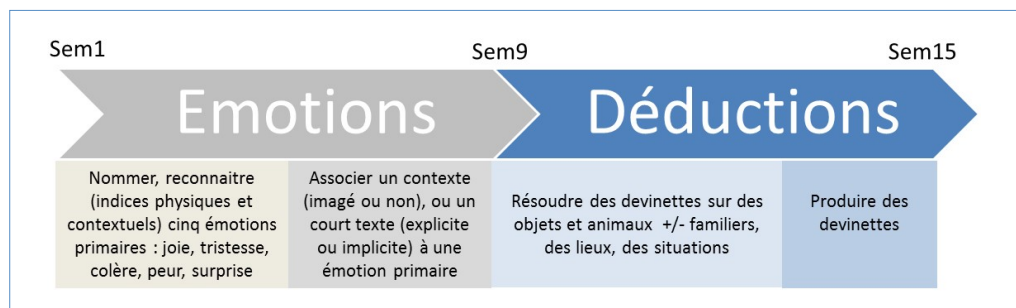 Sem1
Sem9
Sem15
Emotions
Déductions
Nommer, reconnaitre
(indices physiques et
contextuels) cinq émotions
primaires : joie, tristesse,
colère, peur, surprise
Associer un contexte
(imagé ou non), ou un
court texte (explicite
ou implicite) à une
émotion primaire
Résoudre des devinettes sur des
objets et animaux +/- familiers,
des lieux, des situations
Produire des
devinettes